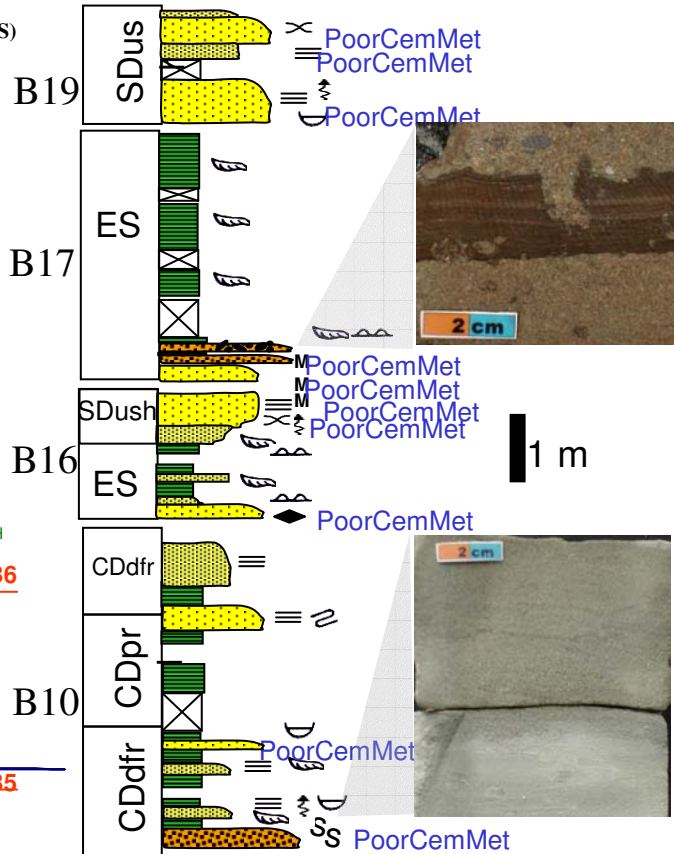 S)
SDus
PoorCemMet
PoorCemMet
B19
PoorCemMet
ES
B17
2 cm
M PoorCemMet
M PoorCemMet
M PoorCemMet
SDush
PoorCemMet
B16
1 m
ES
PoorCemMet
2 cm
CDdfr
36
CDpr
B10
PoorCemMet
35
CDdfr
SS PoorCemMet